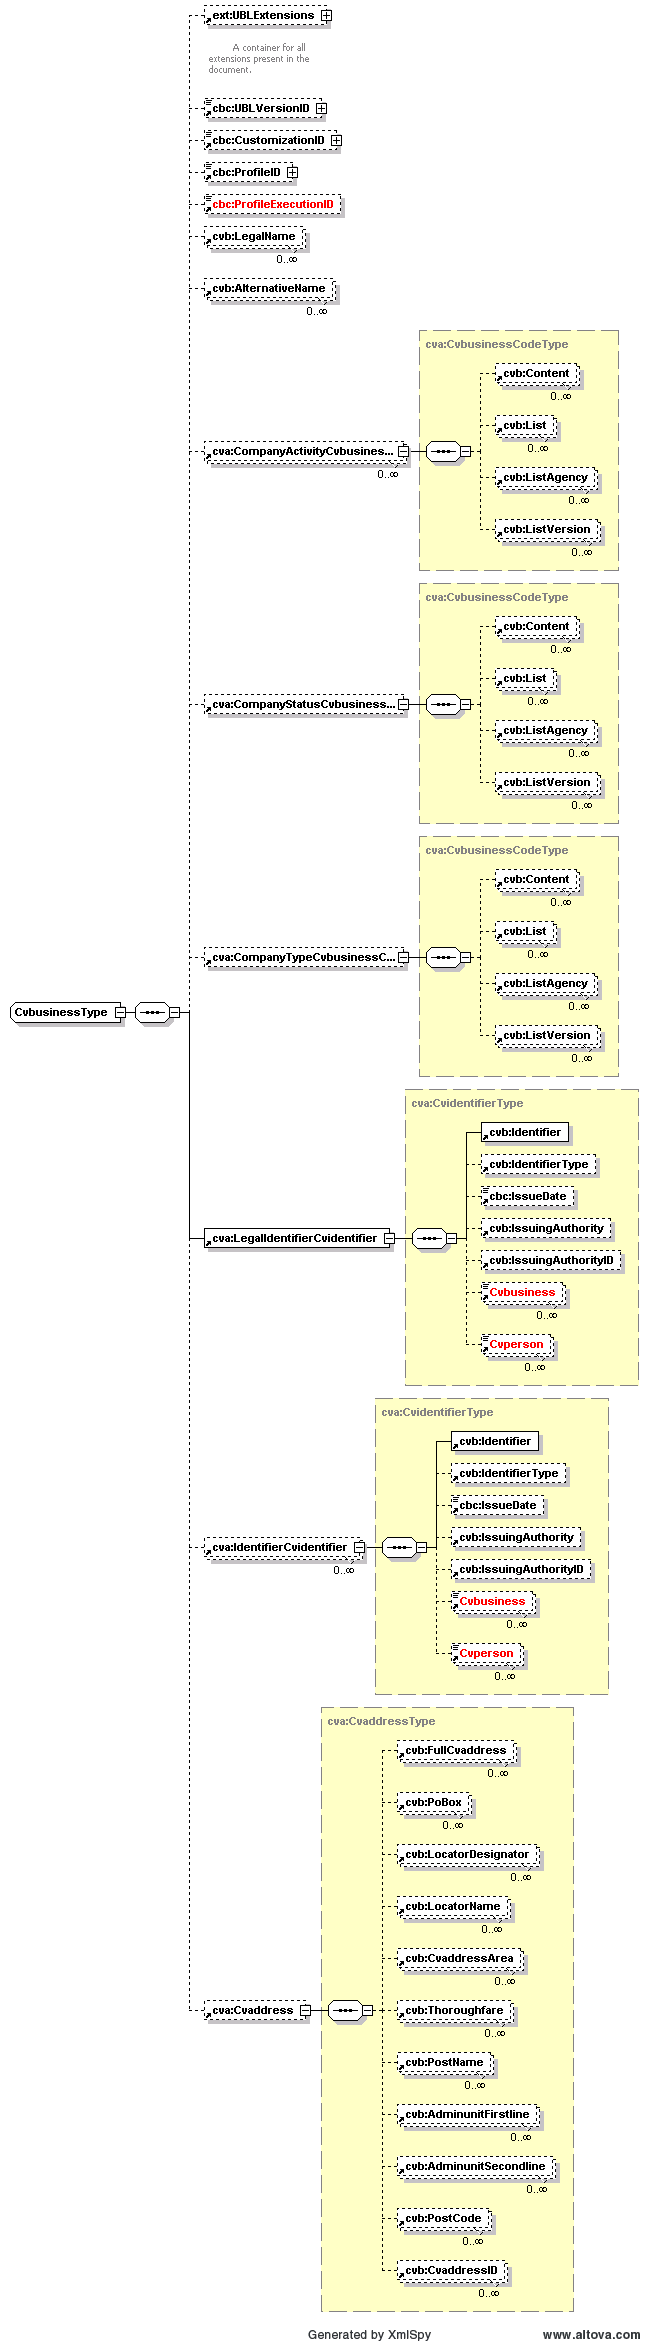 ext:UBLExtensions
A container for all
extensions present in the
document.
cbc:UBLVersionID
cbc:CustomizationID
cbc:ProfileID
cbc:ProfileExecutionID
cvb:LegalName
0..∞
cvb:AlternativeName
0..∞
cva:CvbusinessCodeType
cvb:Content
0..∞
cvb:List
0..∞
cva:CompanyActivityCvbusines...
0..∞
cvb:ListAgency
0..∞
cvb:ListVersion
0..∞
cva:CvbusinessCodeType
cvb:Content
0..∞
cvb:List
0..∞
cva:CompanyStatusCvbusiness...
cvb:ListAgency
0..∞
cvb:ListVersion
0..∞
cva:CvbusinessCodeType
cvb:Content
0..∞
cvb:List
0..∞
cva:CompanyTypeCvbusinessC...
cvb:ListAgency
0..∞
cvb:ListVersion
0..∞
CvbusinessType
cva:CvidentifierType
cvb:Identifier
cvb:IdentifierType
cbc:IssueDate
cvb:IssuingAuthority
cva:LegalIdentifierCvidentifier
cvb:IssuingAuthorityID
Cvbusiness
0..∞
Cvperson
0..∞
cva:CvidentifierType
cvb:Identifier
cvb:IdentifierType
cbc:IssueDate
cvb:IssuingAuthority
cva:IdentifierCvidentifier
0..∞
cvb:IssuingAuthorityID
Cvbusiness
0..∞
Cvperson
0..∞
cva:CvaddressType
cvb:FullCvaddress
0..∞
cvb:PoBox
0..∞
cvb:LocatorDesignator
0..∞
cvb:LocatorName
0..∞
cvb:CvaddressArea
0..∞
cva:Cvaddress
cvb:Thoroughfare
0..∞
cvb:PostName
0..∞
cvb:AdminunitFirstline
0..∞
cvb:AdminunitSecondline
0..∞
cvb:PostCode
0..∞
cvb:CvaddressID
0..∞
Generated by XmlSpy
www.altova.com